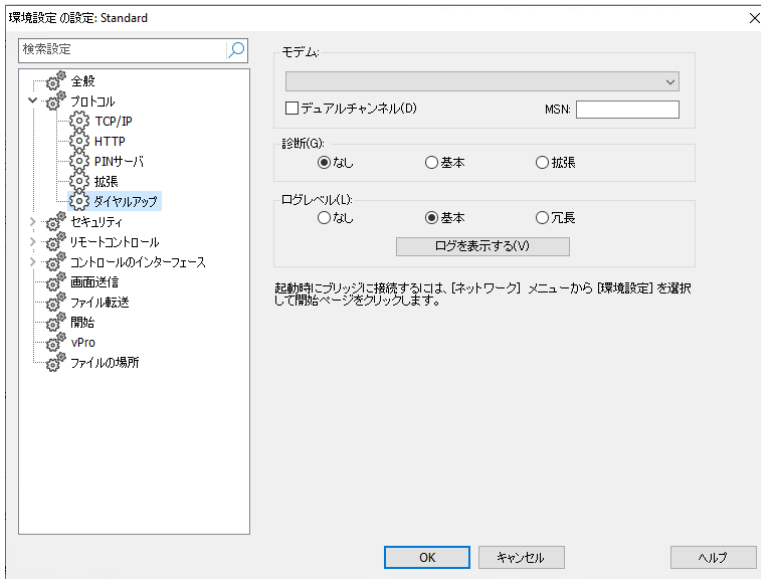 環境設定 の設定: Standard
検索設定
全般
プロトコル
TCP/IP
HTTP
PINサーバ
拡張
ダイヤルアップ
セキュリティ
リモートコントロール
コントロールのインターフェース
画面送信
ファイル転送
開始
vPro
ファイルの場所
モデム:
デュアルチャンネル(D)
MSN:
診断(G):
なし 基本 拡張
ログレベル(L):
なし 基本 冗長
ログを表示する(V)
起動時にブリッジに接続するには、[ネットワーク] メニューから [環境設定] を選択
して開始ページをクリックします。
OK キャンセル ヘルプ